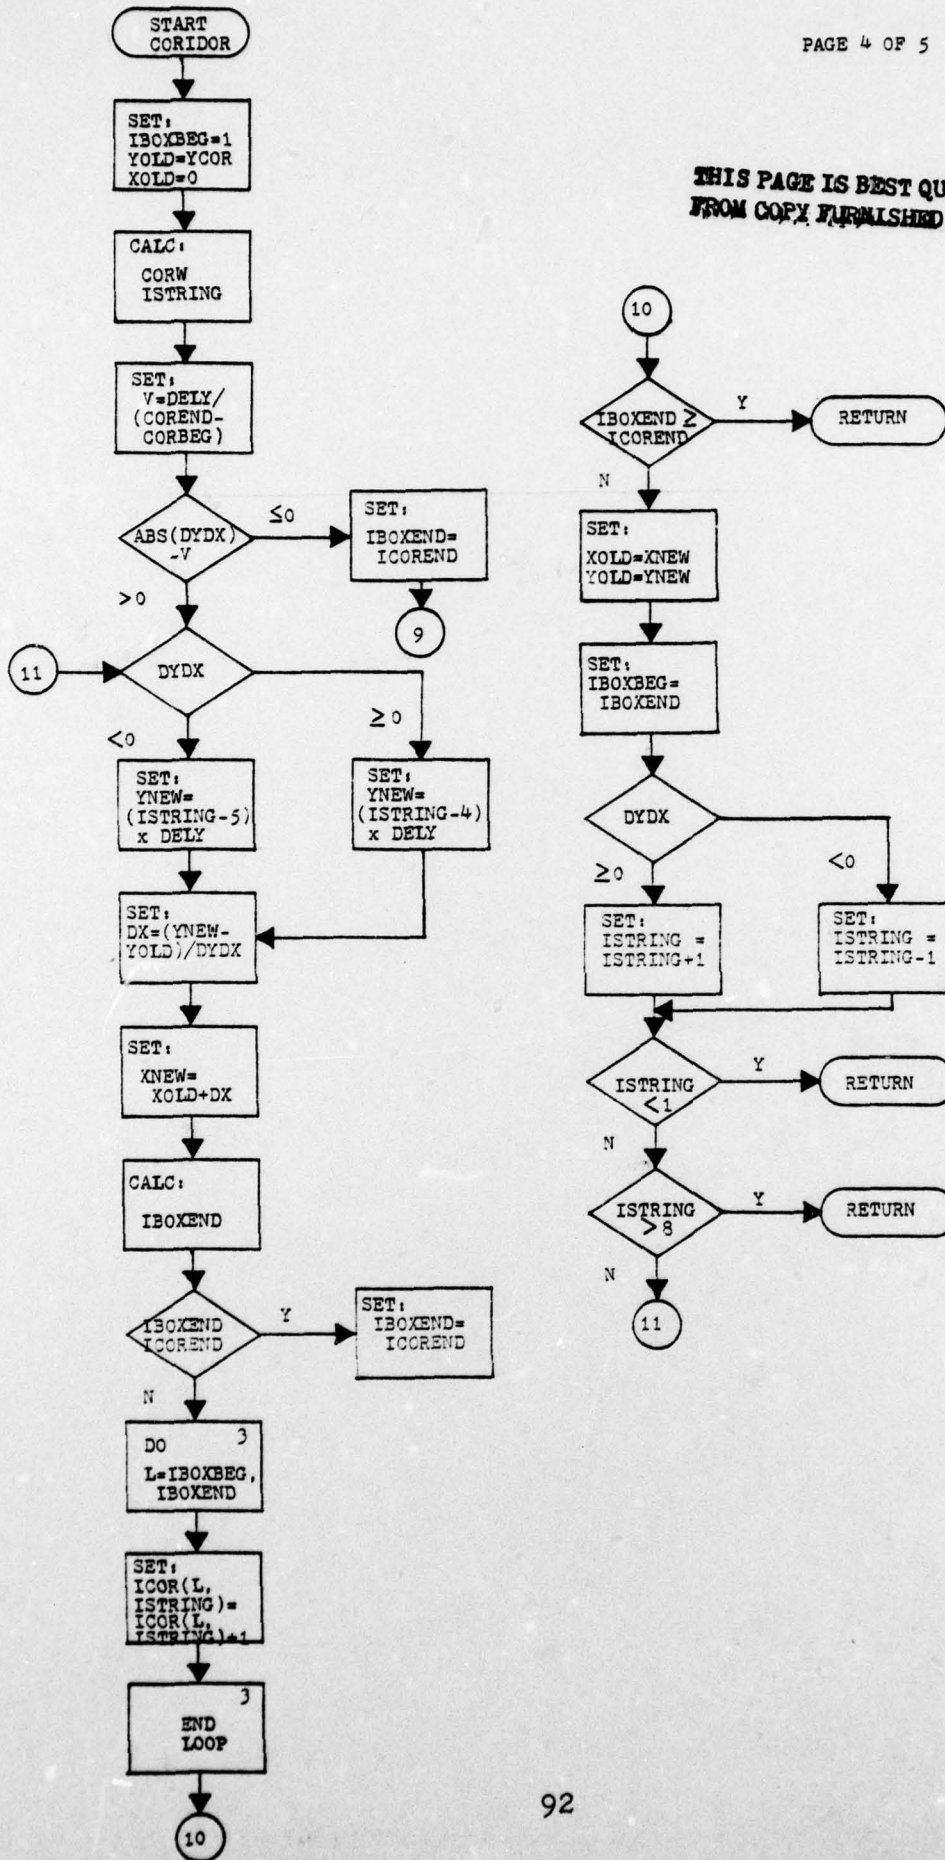 PAGE 4 OF 5
THIS PAGE IS BEST QU
FROM COPY FURNISHED
START
CORIDOR
SET:
IBOXBEG=1
YOLD=YCOR
XOLD=0
CALC:
CORW
ISTRING
SET:
V=DELY/
(COREND-
CORBEG)
ABS(DYDX)
-V
≤0
SET:
IBOXEND=
ICOREND
9
>0
11
DYDX
<0
≥0
SET:
YNEW=
(ISTRING-5)
x DELY
SET:
YNEW=
(ISTRING-4)
x DELY
SET:
DX=(YNEW-
YOLD)/DYDX
SET:
XNEW=
XOLD+DX
CALC:
IBOXEND
IBOXEND
ICOREND
Y
SET:
IBOXEND=
ICOREND
N
DO 3
L=IBOXBEG,
IBOXEND
SET:
ICOR(L,
ISTRING)=
ICOR(L,
ISTRING)+1
3
END
LOOP
10
10
IBOXEND ≥
ICOREND
Y
RETURN
N
SET:
XOLD=XNEW
YOLD=YNEW
SET:
IBOXBEG=
IBOXEND
DYDX
≥0
<0
SET:
ISTRING =
ISTRING+1
SET:
ISTRING =
ISTRING-1
ISTRING
<1
Y
RETURN
N
ISTRING
>8
Y
RETURN
N
11
92